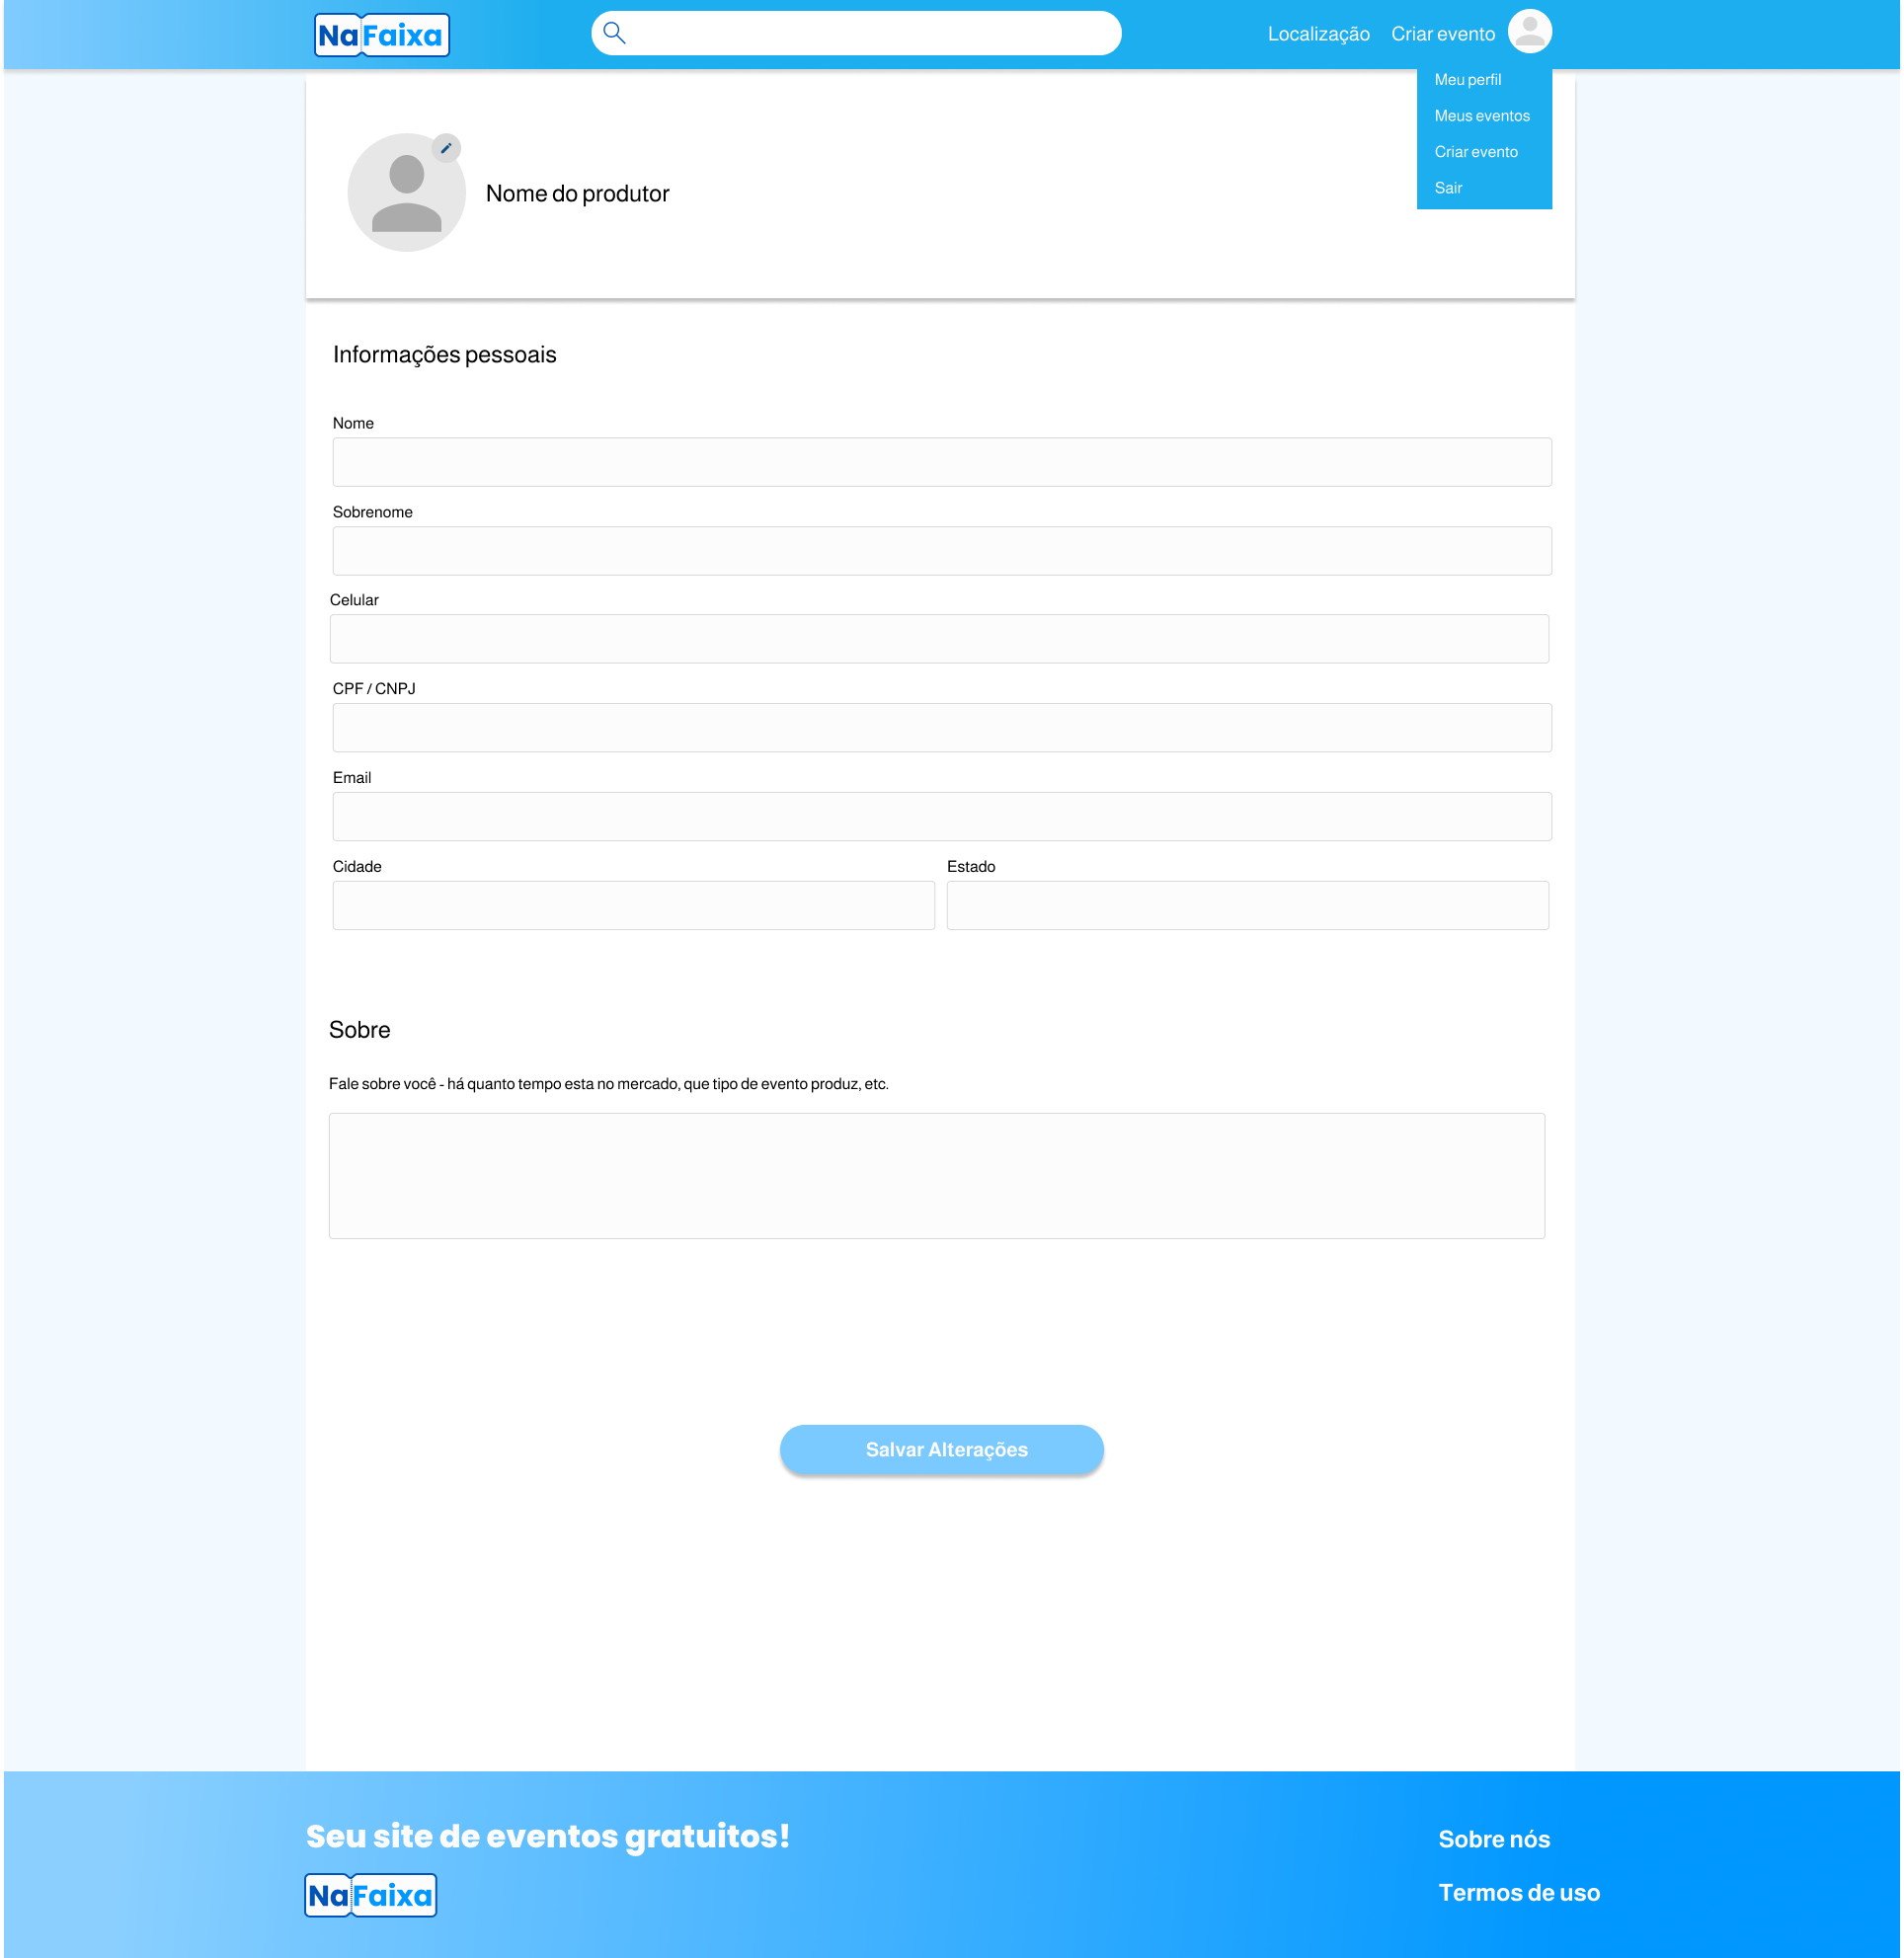 NaFaixa
Localização Criar evento
Meu perfil
Meus eventos
Criar evento
Sair
Nome do produtor
Informações pessoais
Nome
Sobrenome
Celular
CPF / CNPJ
Email
Cidade Estado
Sobre
Fale sobre você - há quanto tempo esta no mercado, que tipo de evento produz, etc.
Salvar Alterações
Seu site de eventos gratuitos!
Sobre nós
NaFaixa
Termos de uso